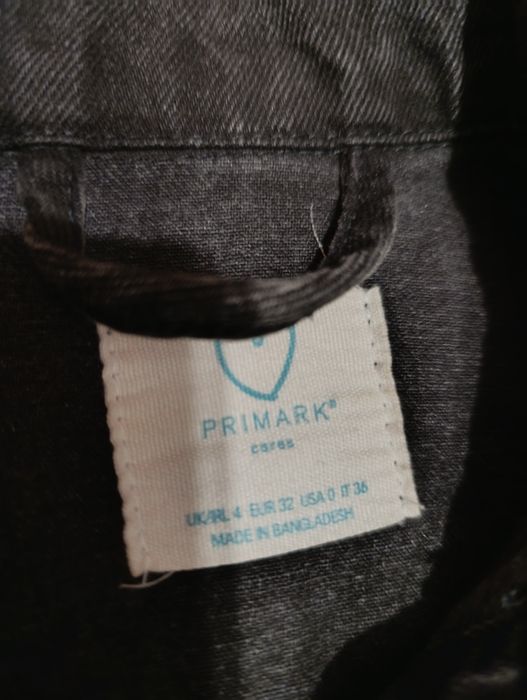 PRIMARK®
cares
UK/IRL 4 EUR 32 USA 0 IT 36
MADE IN BANGLADESH